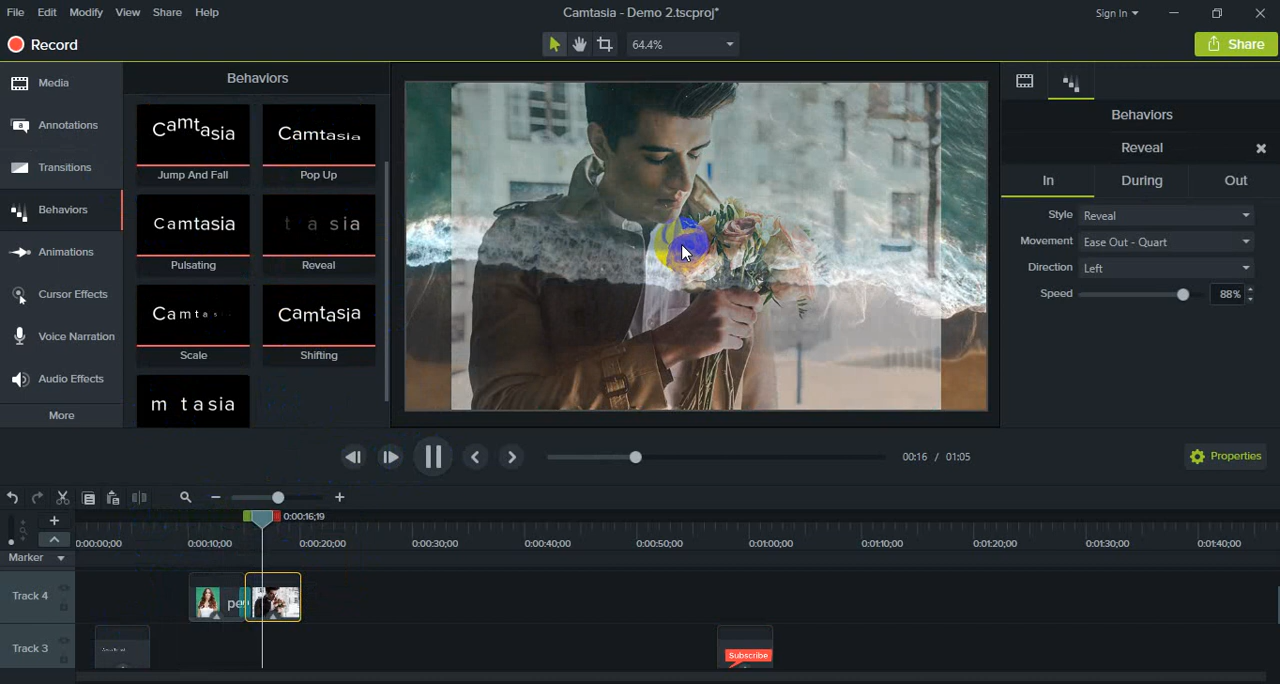 File Edit Modify View Share Help
Camtasia - Demo 2.tscproj*
Sign In
Record
64.4%
Share
Media
Annotations
Transitions
Behaviors
Animations
Cursor Effects
Voice Narration
Audio Effects
More
Behaviors
Camtasia Camtasia
Jump And Fall Pop Up
Camtasia tasia
Pulsating Reveal
Camtas Camtasia
Scale Shifting
m tasia
Behaviors
Reveal
In During Out
Style Reveal
Movement Ease Out - Quart
Direction Left
Speed 88%
00:16 / 01:05
Properties
0:00:16;19
0:00:00;00 0:00:10;00 0:00:20;00 0:00:30;00 0:00:40;00 0:00:50;00 0:01:00;00 0:01:10;00 0:01:20;00 0:01:30;00 0:01:40;00
Marker
Track 4
pe
Track 3
Subscribe